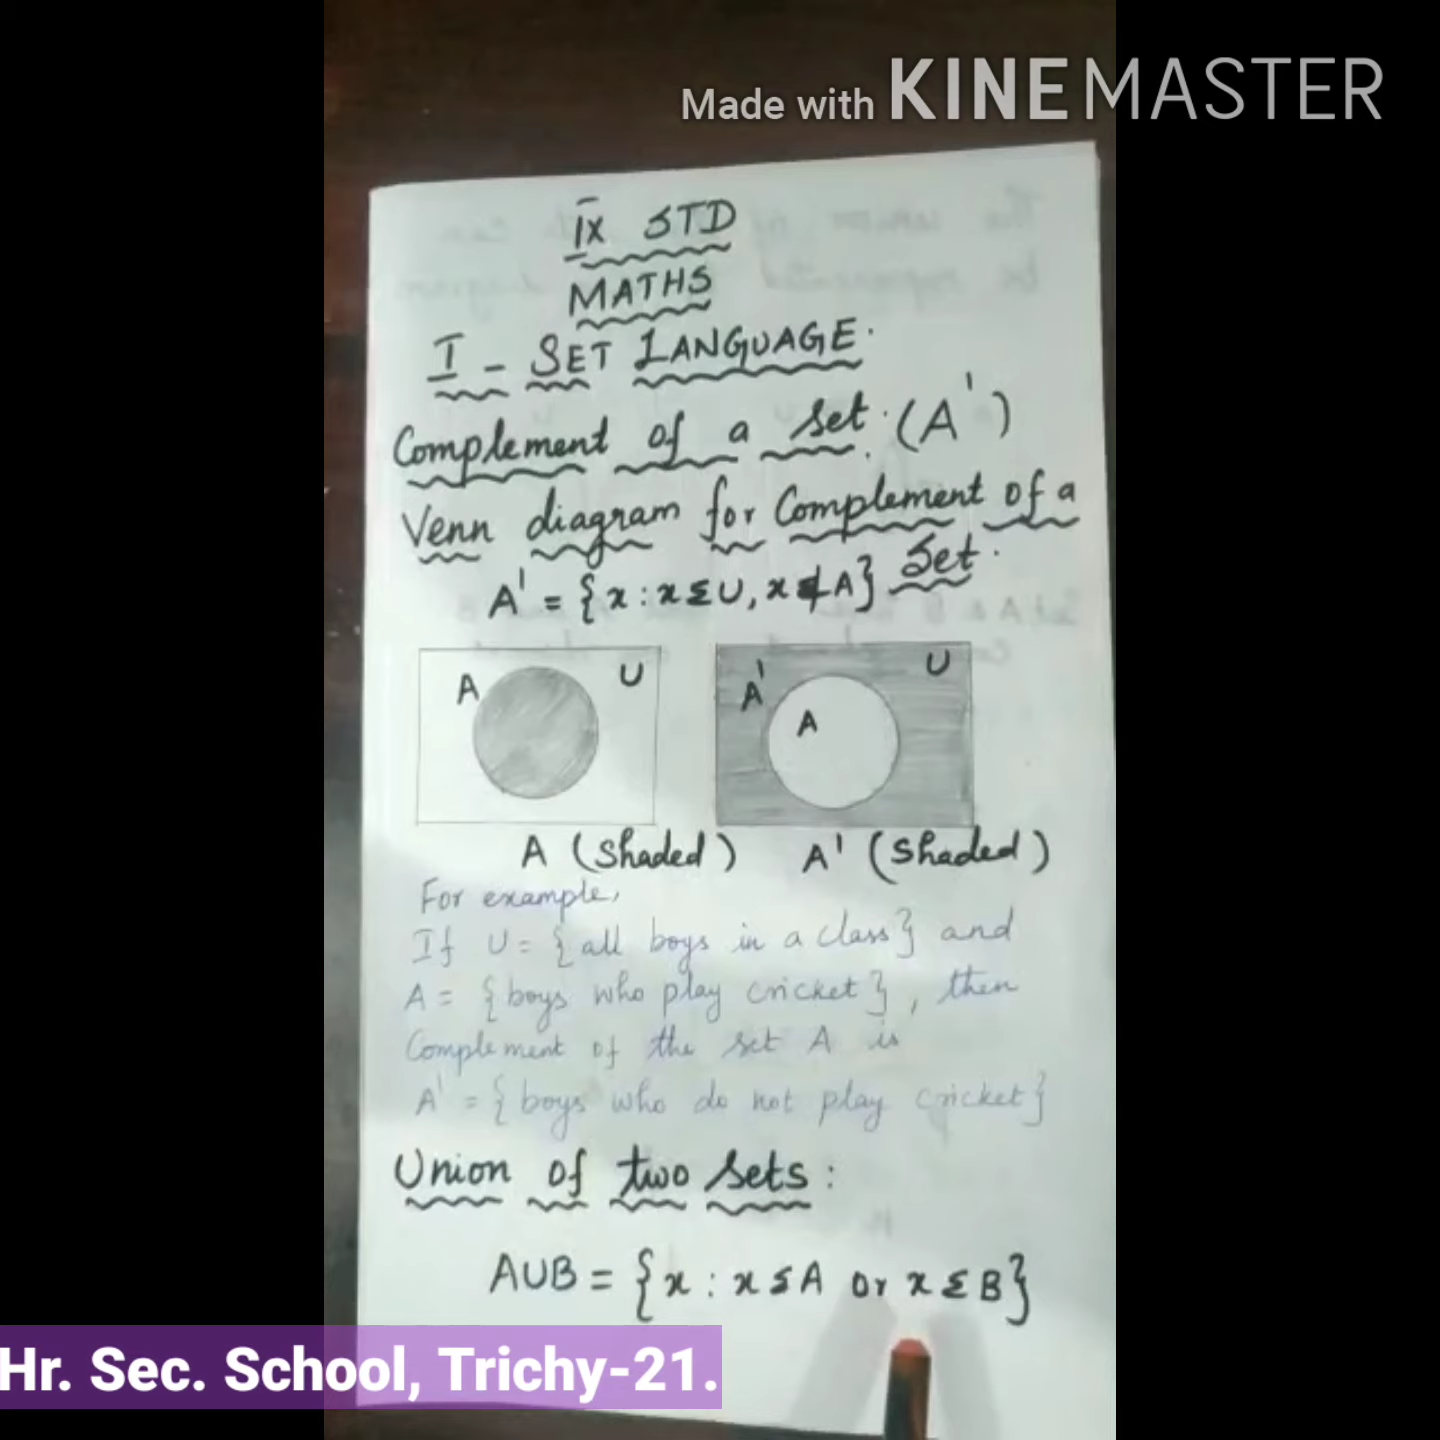 Made with KINEMASTER
IX STD
MATHS
I - SET LANGUAGE.
Complement of a set. (A')
Venn diagram for Complement of a
Set.
A' = {x : x ∈ U, x ∉ A}
A U
A' A U
A (Shaded) A' (Shaded)
For example,
If U = {all boys in a class} and
A = {boys who play cricket}, then
Complement of the set A is
A' = {boys who do not play cricket}
Union of two sets:
AUB = {x : x ∈ A or x ∈ B}
Hr. Sec. School, Trichy-21.